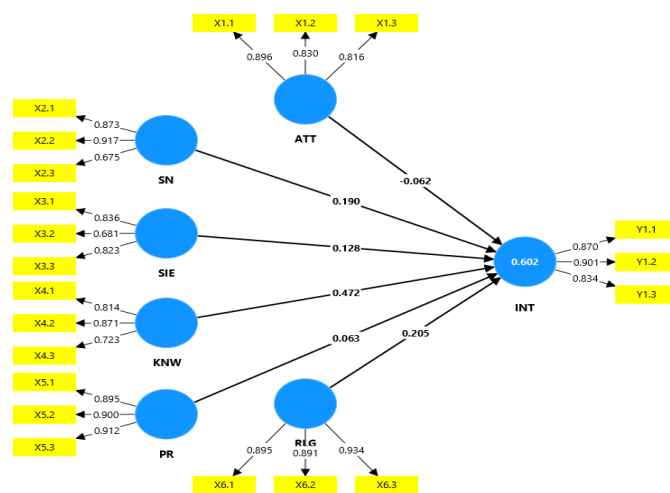 X1.1 X1.2 X1.3
0.896 0.830 0.816
ATT
X2.1
X2.2
X2.3
0.873
0.917
0.675
SN
X3.1
X3.2
X3.3
0.836
0.681
0.823
SIE
X4.1
X4.2
X4.3
0.814
0.871
0.723
KNW
X5.1
X5.2
X5.3
0.895
0.900
0.912
PR
-0.062
0.190
0.128
0.472
0.063
0.205
0.602
INT
0.870
0.901
0.834
Y1.1
Y1.2
Y1.3
RLG
0.895 0.891 0.934
X6.1 X6.2 X6.3